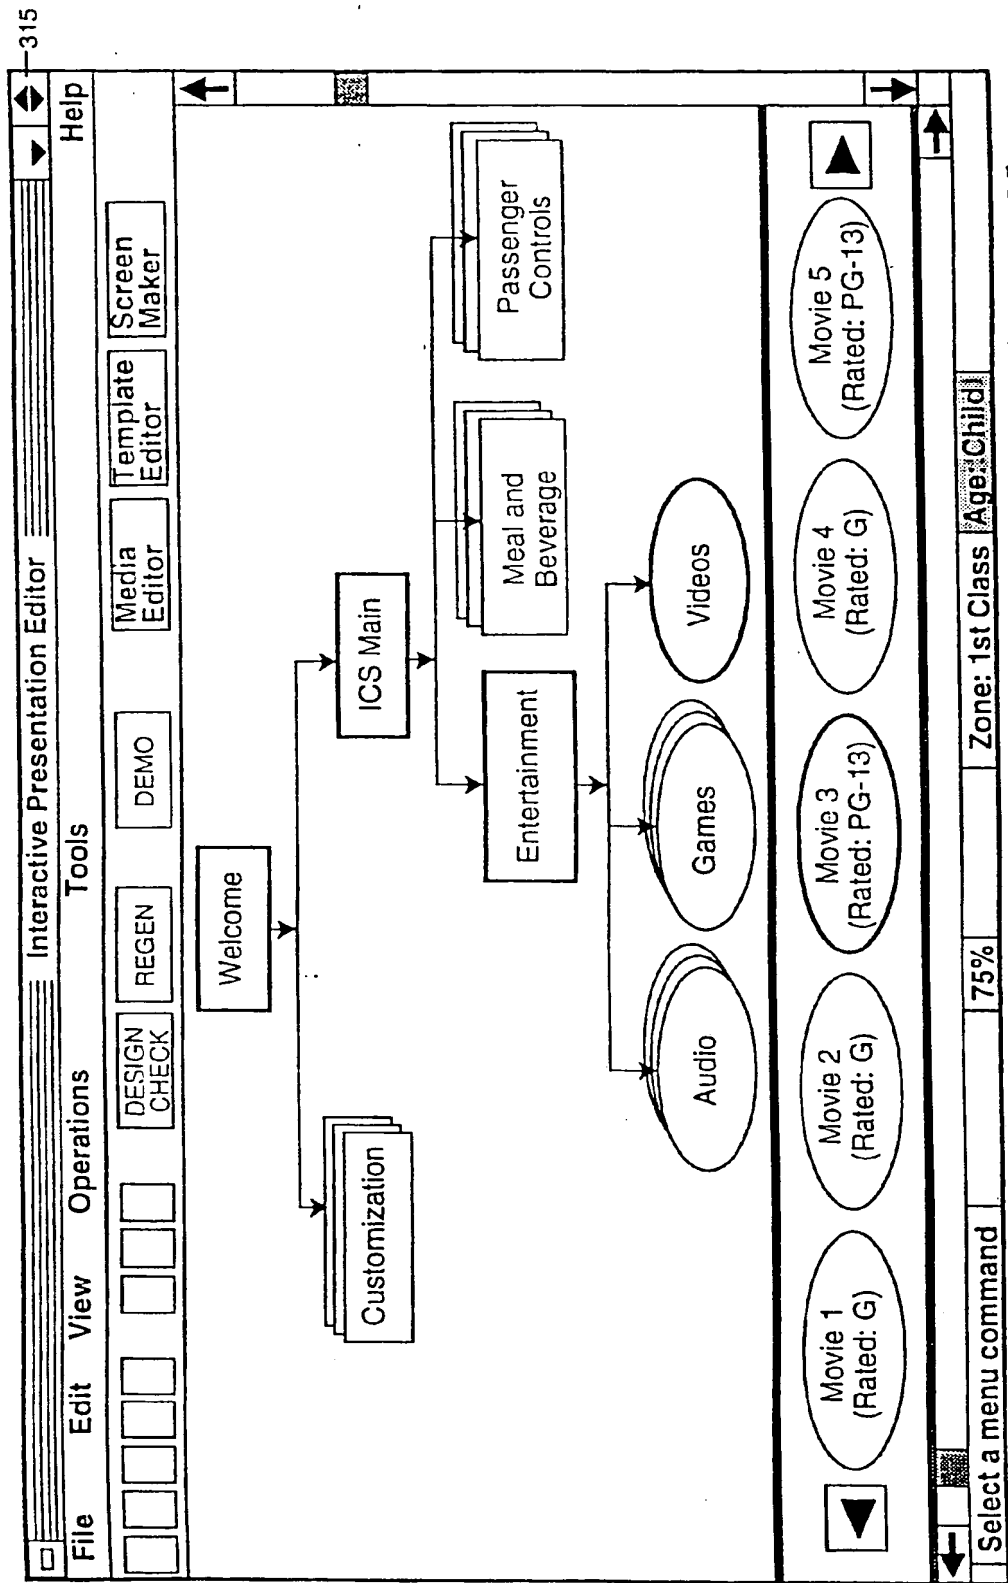 315
Interactive Presentation Editor
File Edit View Operations Tools Help
DESIGN
CHECK
REGEN
DEMO
Media
Editor
Template
Editor
Screen
Maker
Welcome
Customization
ICS Main
Entertainment
Meal and
Beverage
Passenger
Controls
Audio
Games
Videos
Movie 1
(Rated: G)
Movie 2
(Rated: G)
Movie 3
(Rated: PG-13)
Movie 4
(Rated: G)
Movie 5
(Rated: PG-13)
Select a menu command
75%
Zone: 1st Class
Age: Child